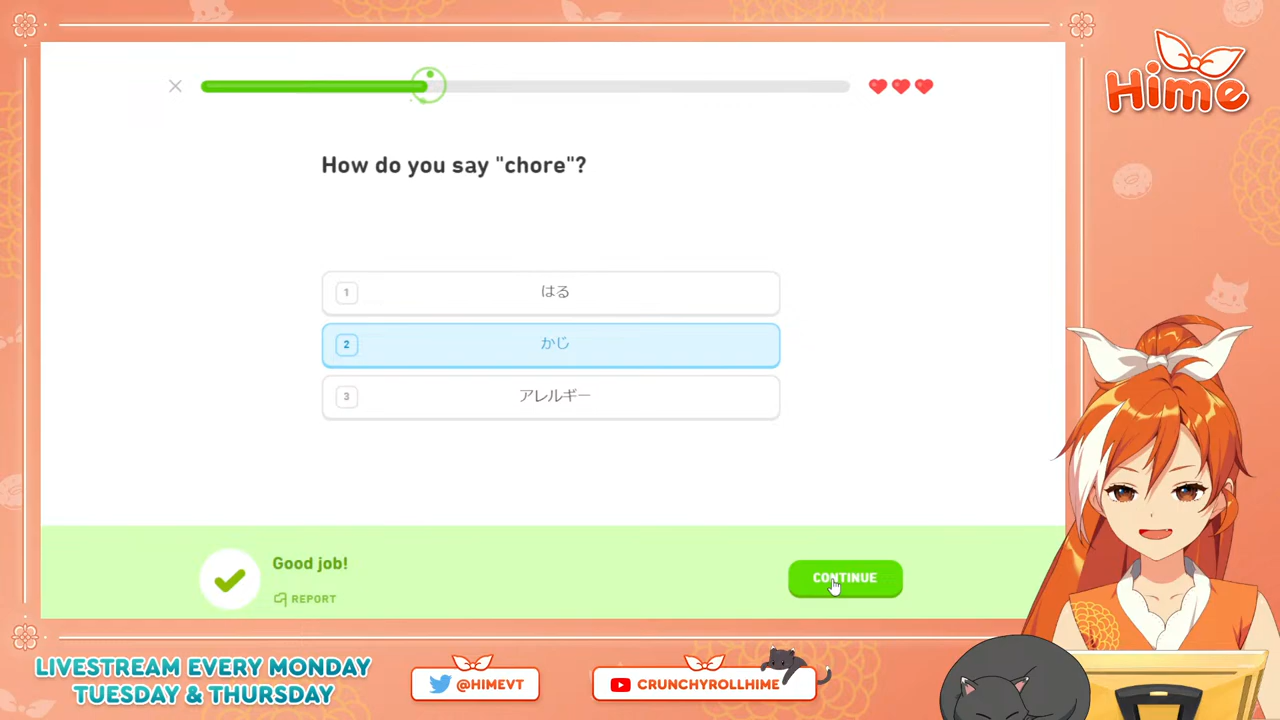 Hime
How do you say "chore"?
1 はる
2 かじ
3 アレルギー
Good job!
REPORT
CONTINUE
LIVESTREAM EVERY MONDAY
TUESDAY & THURSDAY
@HIMEVT
CRUNCHYROLLHIME